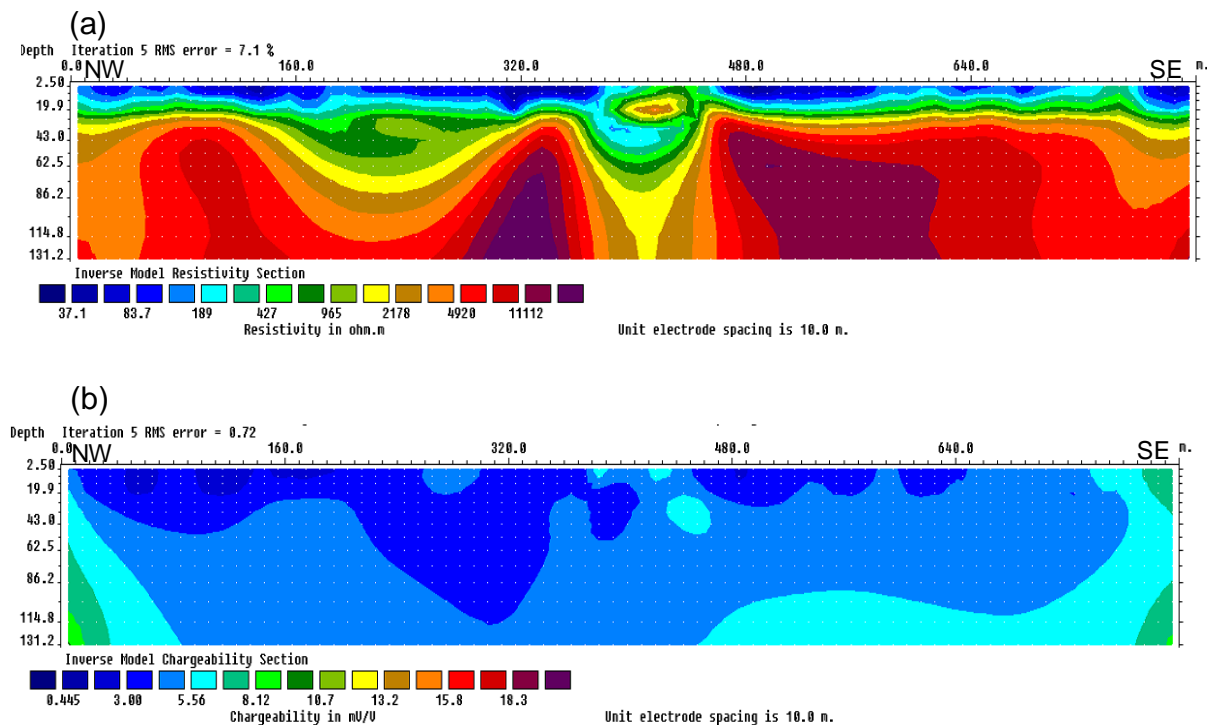 (a)
Depth Iteration 5 RMS error = 7.1 %
0.0 NW 160.0 320.0 480.0 640.0 SE m.
2.50
19.9
43.0
62.5
86.2
114.8
131.2
Inverse Model Resistivity Section
37.1 83.7 189 427 965 2178 4920 11112
Resistivity in ohm.m Unit electrode spacing is 10.0 m.
(b)
Depth Iteration 5 RMS error = 0.72
0.0 NW 160.0 320.0 480.0 640.0 SE m.
2.50
19.9
43.0
62.5
86.2
114.8
131.2
Inverse Model Chargeability Section
0.445 3.00 5.56 8.12 10.7 13.2 15.8 18.3
Chargeability in mV/V Unit electrode spacing is 10.0 m.